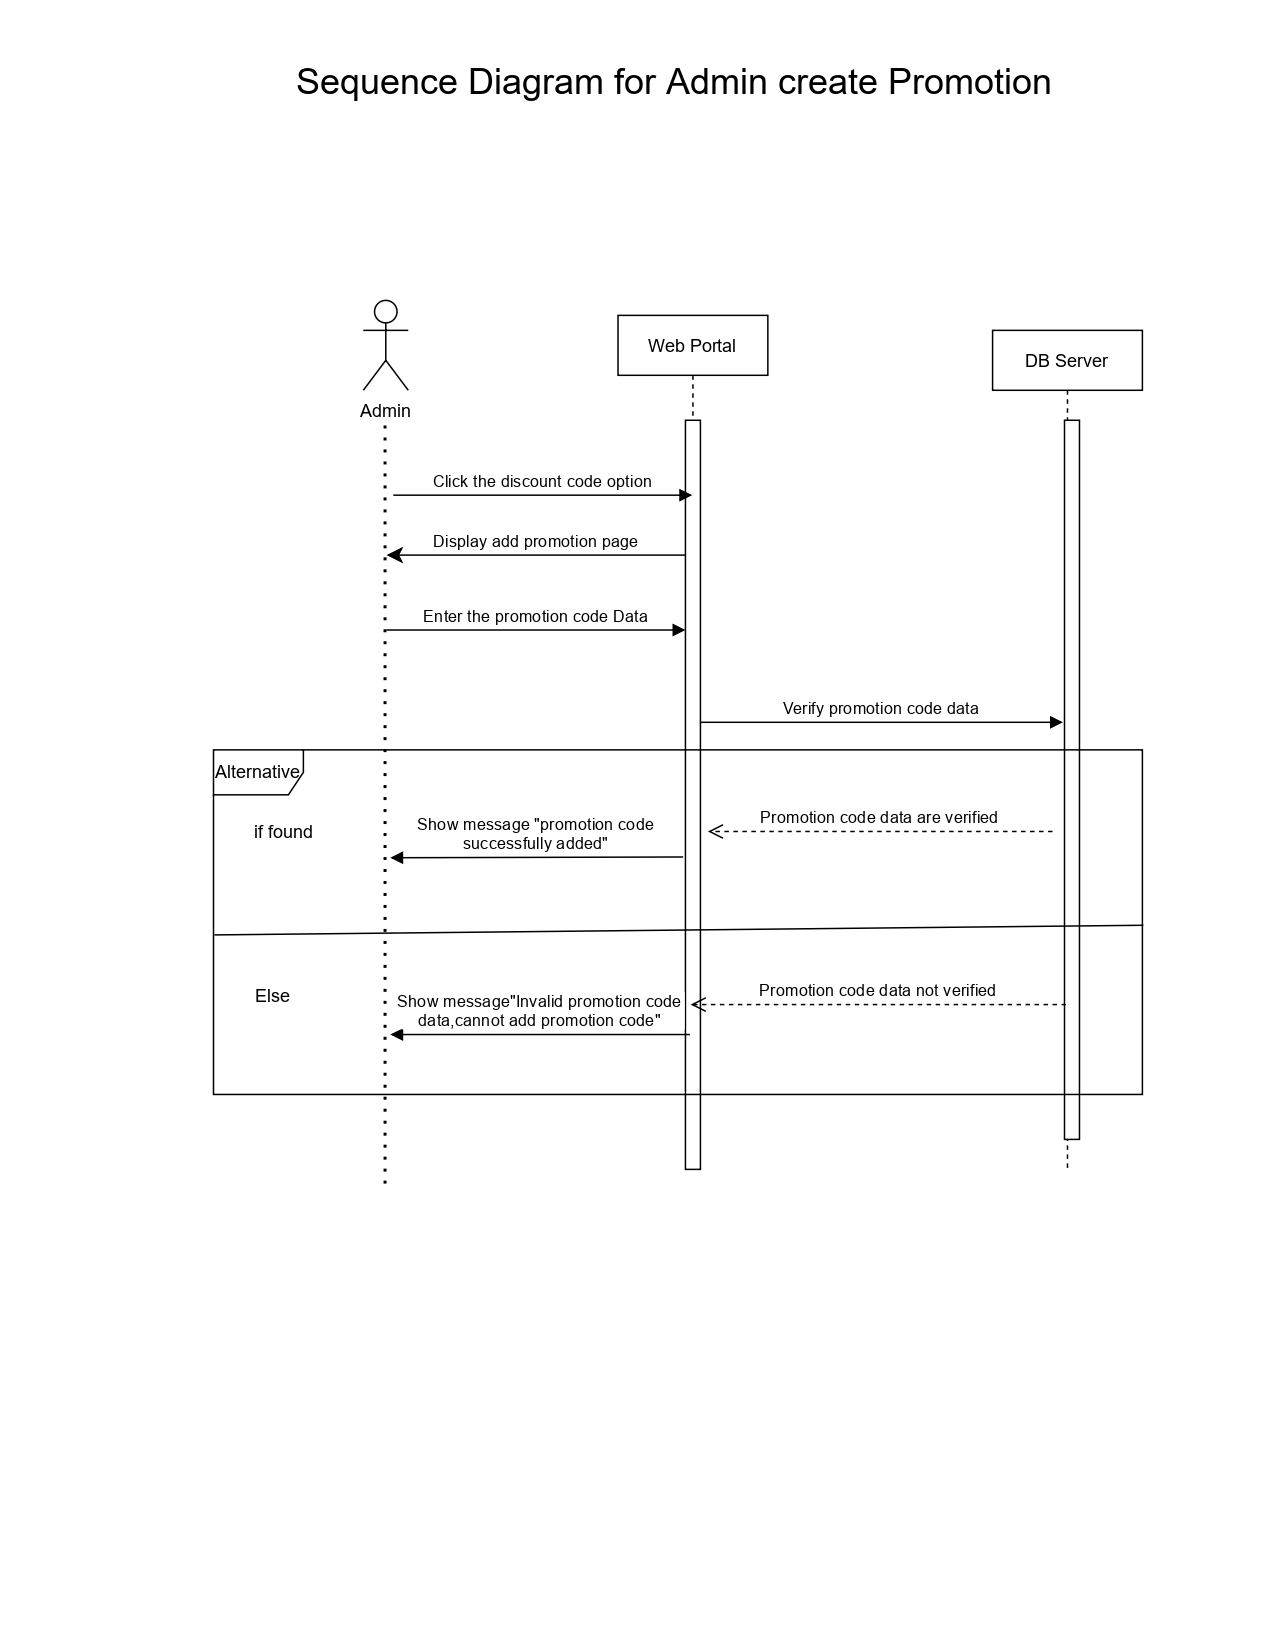 Sequence Diagram for Admin create Promotion
Web Portal
DB Server
Admin
Click the discount code option
Display add promotion page
Enter the promotion code Data
Verify promotion code data
Alternative
if found
Promotion code data are verified
Show message "promotion code
successfully added"
Else
Promotion code data not verified
Show message"Invalid promotion code
data,cannot add promotion code"